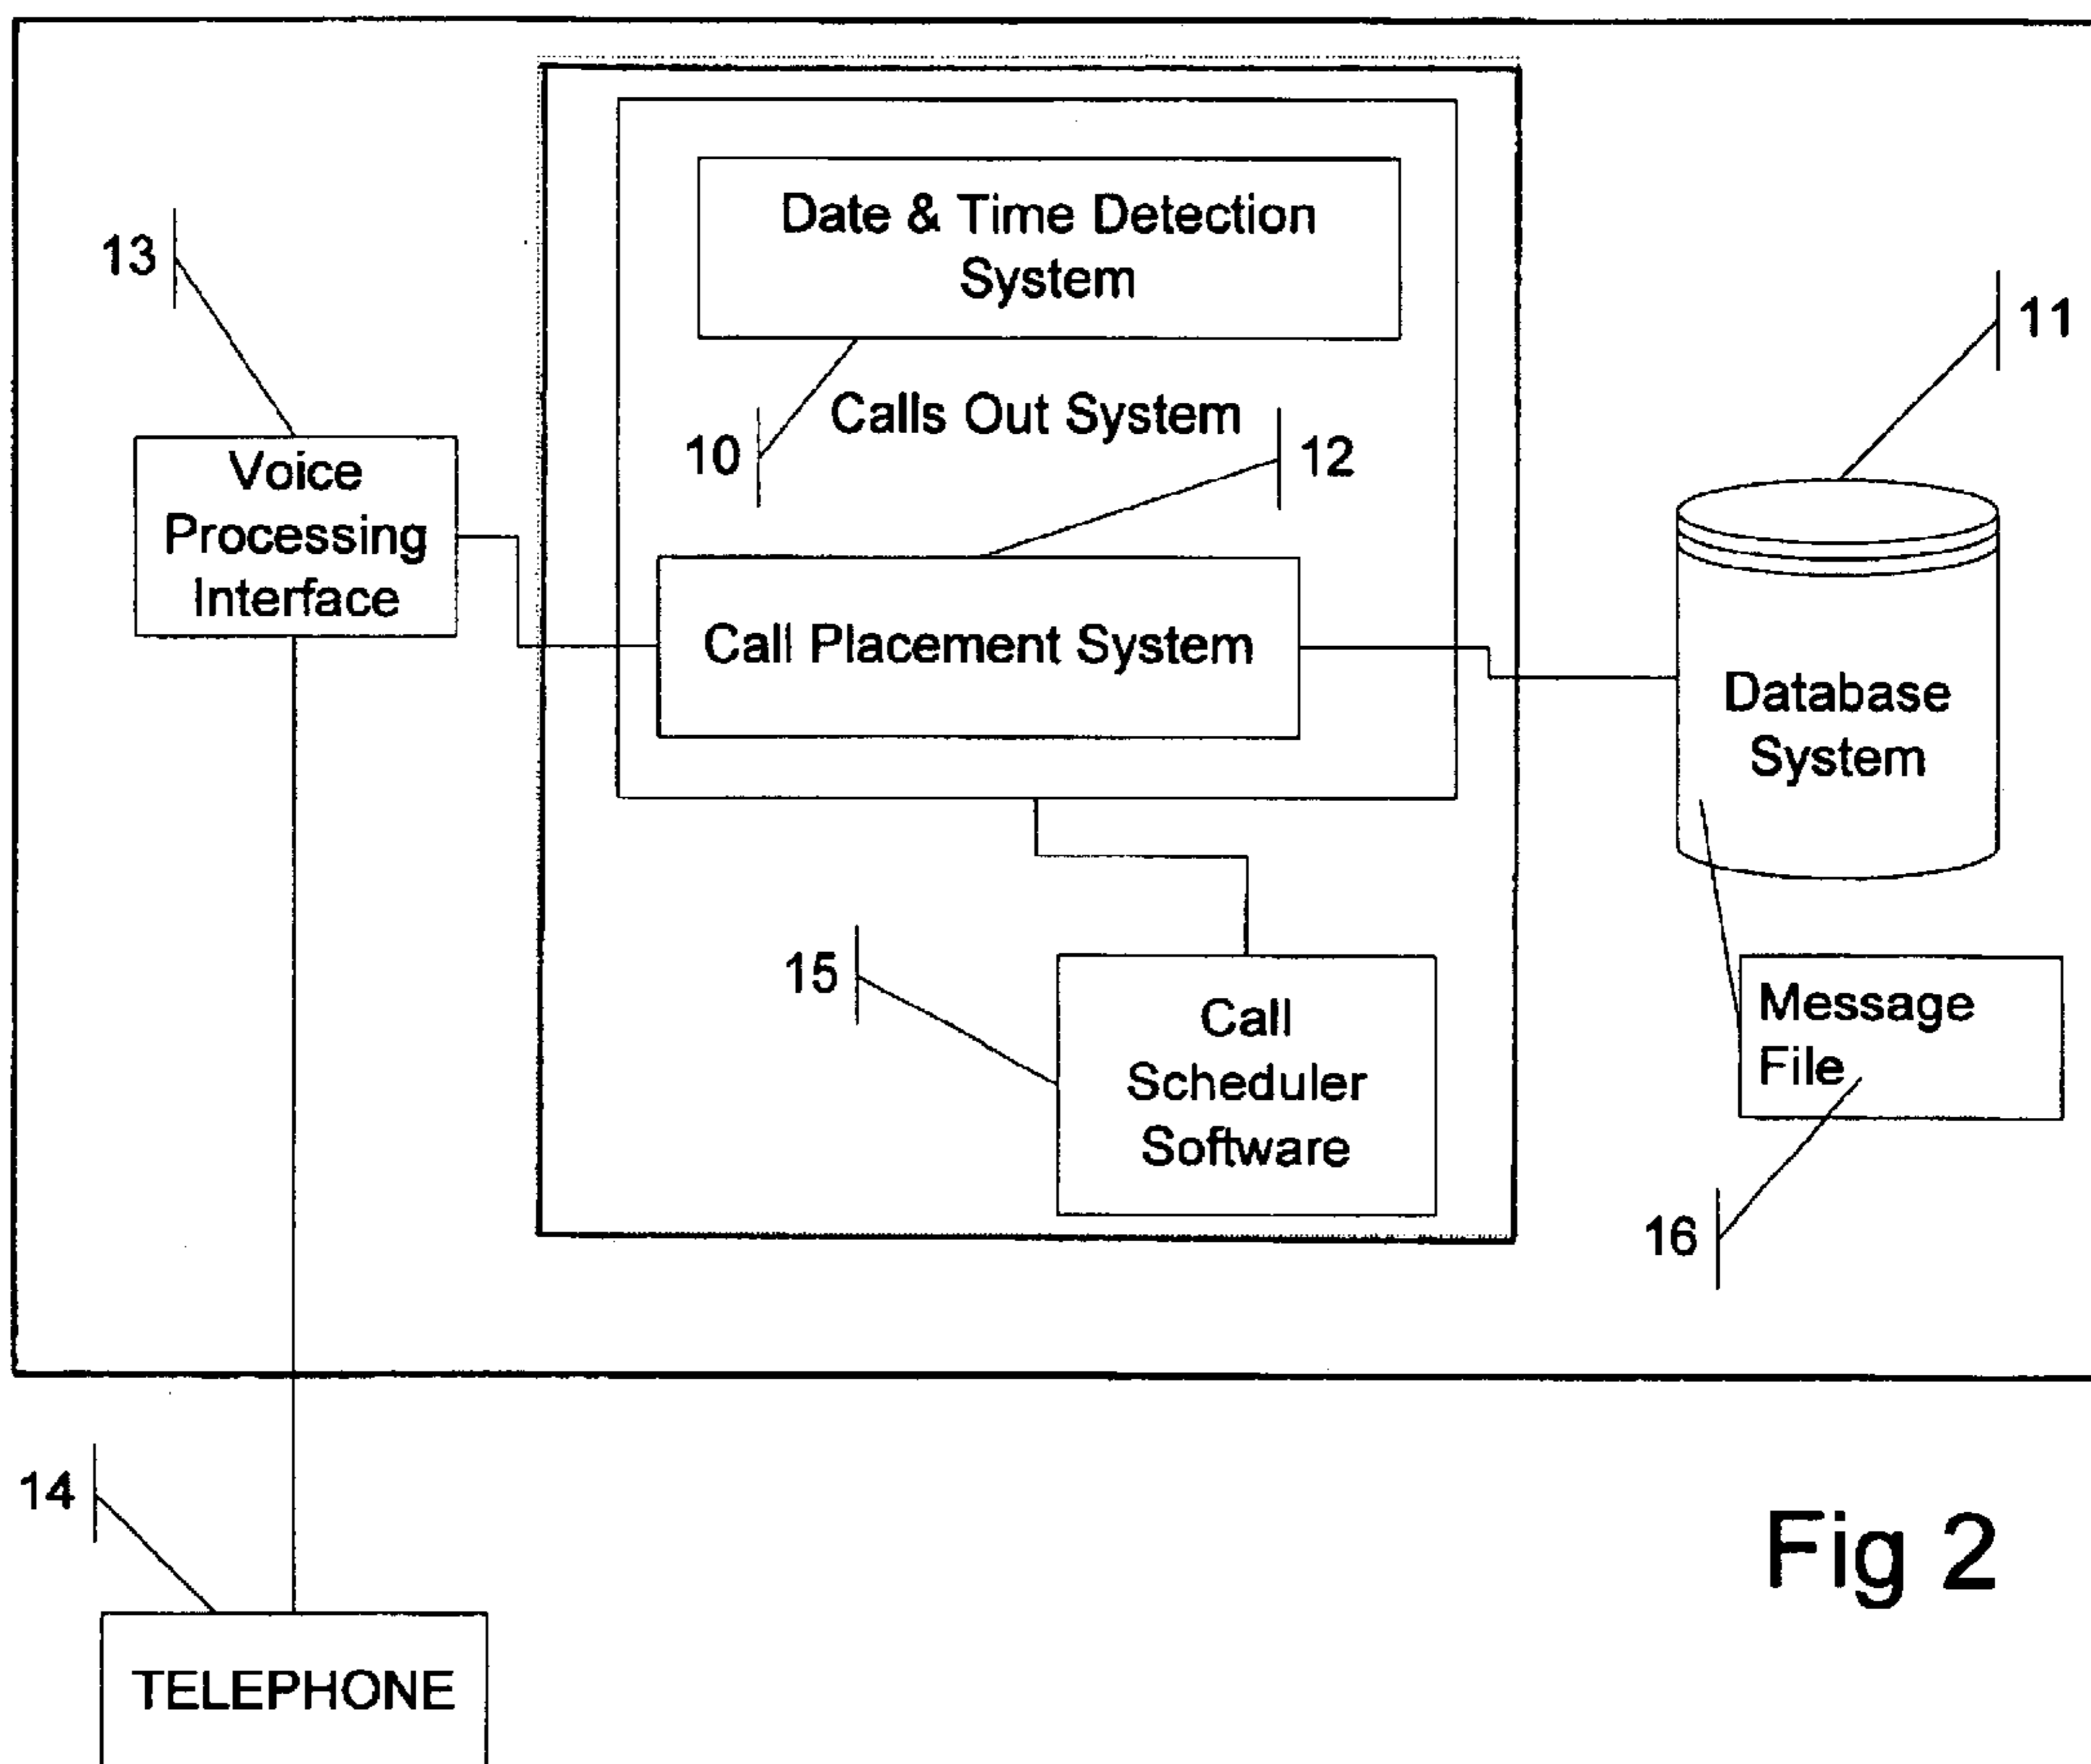 Date & Time Detection
System
13
11
Calls Out System
10
12
Voice
Processing
Interface
Call Placement System
Database
System
15
Call
Scheduler
Software
Message
File
16
14
Fig 2
TELEPHONE